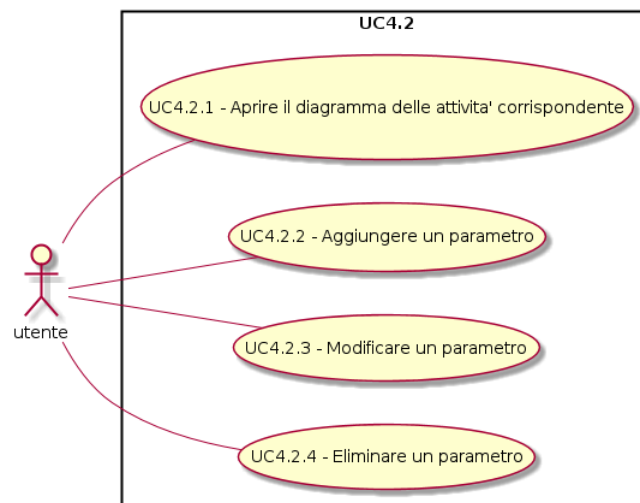 UC4.2
UC4.2.1 - Aprire il diagramma delle attivita' corrispondente
UC4.2.2 - Aggiungere un parametro
utente
UC4.2.3 - Modificare un parametro
UC4.2.4 - Eliminare un parametro